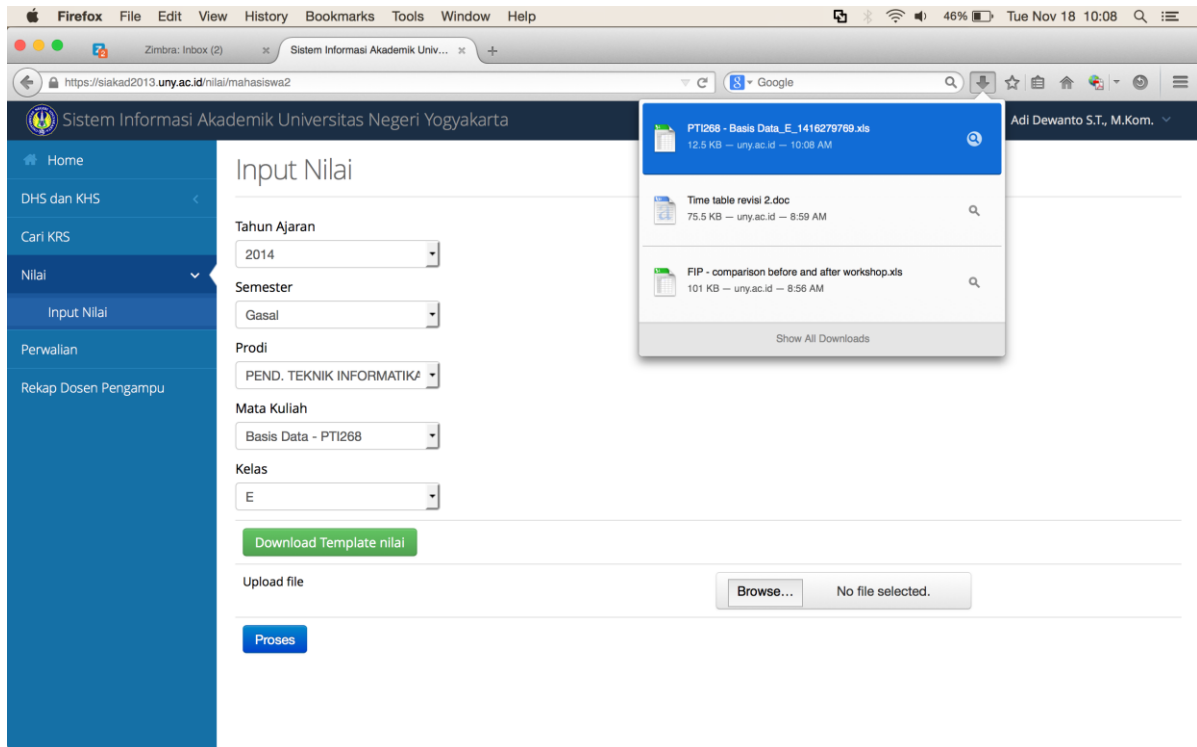 Firefox File Edit View History Bookmarks Tools Window Help 46% Tue Nov 18 10:08
Zimbra: Inbox (2) Sistem Informasi Akademik Univ...
https://siakad2013.uny.ac.id/nilai/mahasiswa2 Google
Sistem Informasi Akademik Universitas Negeri Yogyakarta Adi Dewanto S.T., M.Kom.
PTI268 - Basis Data_E_1416279769.xls
12.5 KB — uny.ac.id — 10:08 AM
Time table revisi 2.doc
75.5 KB — uny.ac.id — 8:59 AM
FIP - comparison before and after workshop.xls
101 KB — uny.ac.id — 8:56 AM
Show All Downloads
Home
DHS dan KHS
Cari KRS
Nilai
Input Nilai
Perwalian
Rekap Dosen Pengampu
Input Nilai
Tahun Ajaran
2014
Semester
Gasal
Prodi
PEND. TEKNIK INFORMATIKA
Mata Kuliah
Basis Data - PTI268
Kelas
E
Download Template nilai
Upload file Browse... No file selected.
Proses